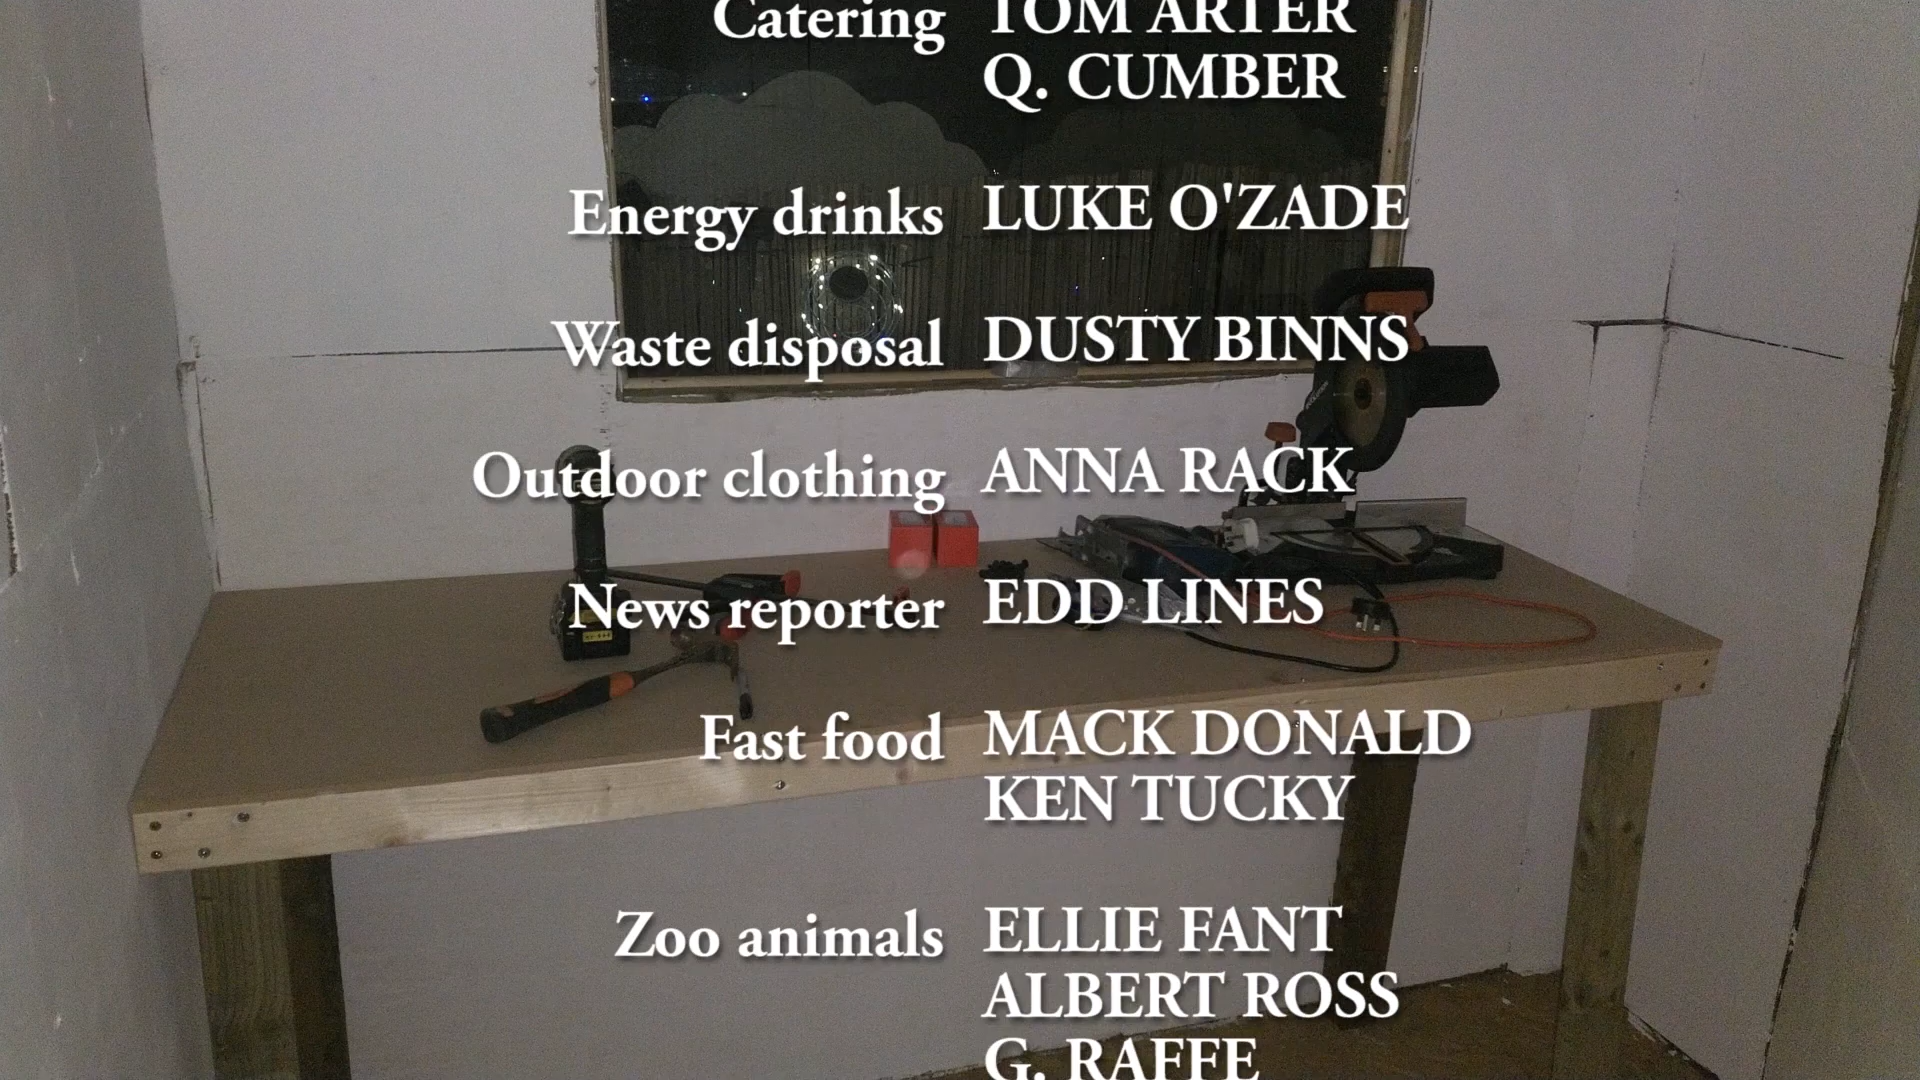 Catering TOM ARTER
Q. CUMBER
Energy drinks LUKE O'ZADE
Waste disposal DUSTY BINNS
Outdoor clothing ANNA RACK
News reporter EDD LINES
Fast food MACK DONALD
KEN TUCKY
Zoo animals ELLIE FANT
ALBERT ROSS
G. RAFFE